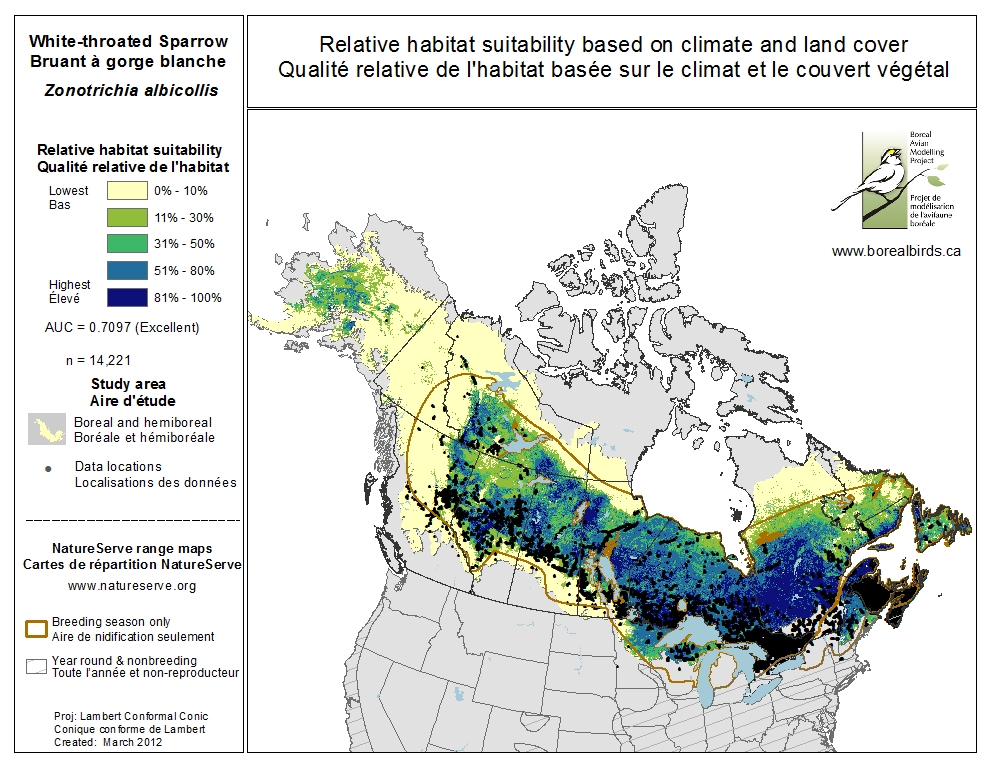 White-throated Sparrow
Bruant à gorge blanche
Zonotrichia albicollis
Relative habitat suitability based on climate and land cover
Qualité relative de l'habitat basée sur le climat et le couvert végétal
Relative habitat suitability
Qualité relative de l'habitat
Lowest
Bas
0% - 10%
11% - 30%
31% - 50%
51% - 80%
Highest
Élevé
81% - 100%
AUC = 0.7097 (Excellent)
n = 14,221
Study area
Aire d'étude
Boreal and hemiboreal
Boréale et hémiboréale
Data locations
Localisations des données
NatureServe range maps
Cartes de répartition NatureServe
www.natureserve.org
Breeding season only
Aire de nidification seulement
Year round & nonbreeding
Toute l'année et non-reproducteur
Proj: Lambert Conformal Conic
Conique conforme de Lambert
Created: March 2012
Boreal
Avian
Modelling
Project
Projet de
modélisation
de l'avifaune
boréale
www.borealbirds.ca